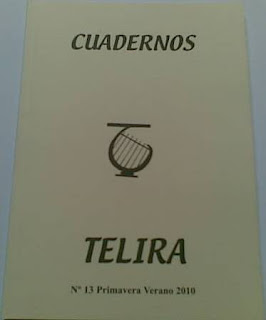 CUADERNOS
TELIRA
Nº 13 Primavera Verano 2010